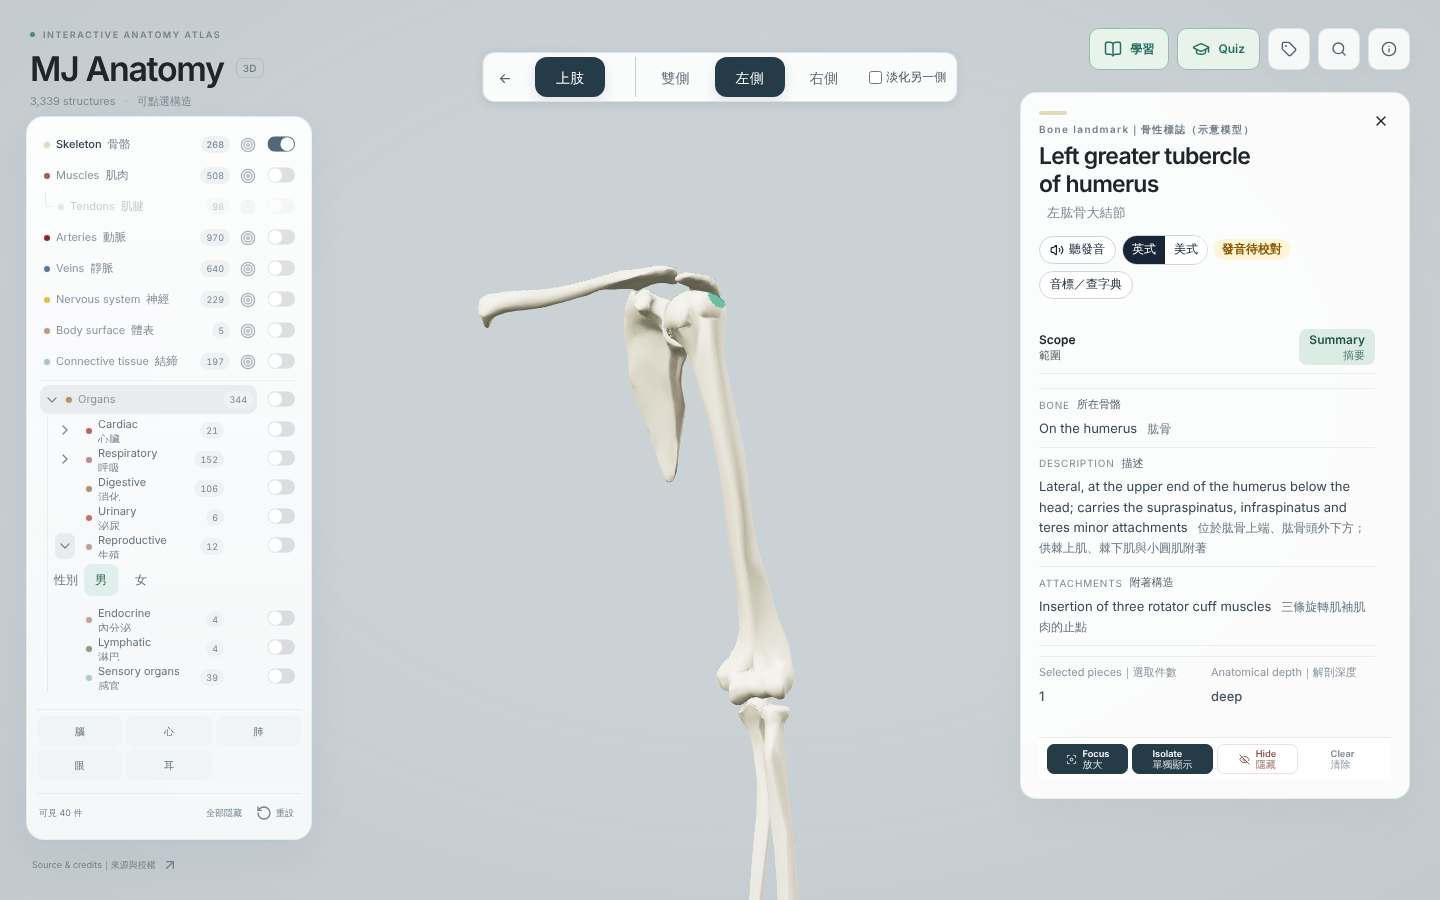 INTERACTIVE ANATOMY ATLAS
MJ Anatomy 3D
3,339 structures · 可點選構造
← 上肢 雙側 左側 右側 淡化另一側
學習 Quiz
Skeleton 骨骼 268
Muscles 肌肉 508
Tendons 肌腱 98
Arteries 動脈 970
Veins 靜脈 640
Nervous system 神經 229
Body surface 體表 5
Connective tissue 結締 197
Organs 344
Cardiac 21
心臟
Respiratory 152
呼吸
Digestive 106
消化
Urinary 6
泌尿
Reproductive 12
生殖
性別 男 女
Endocrine 4
內分泌
Lymphatic 4
淋巴
Sensory organs 39
感官
腦 心 肺
眼 耳
可見 40 件 全部隱藏 重設
Source & credits | 來源與授權
Bone landmark | 骨性標誌（示意模型）
Left greater tubercle
of humerus
左肱骨大結節
聽發音 英式 美式 發音待校對
音標／查字典
Scope Summary
範圍 摘要
BONE 所在骨骼
On the humerus 肱骨
DESCRIPTION 描述
Lateral, at the upper end of the humerus below the
head; carries the supraspinatus, infraspinatus and
teres minor attachments 位於肱骨上端、肱骨頭外下方；
供棘上肌、棘下肌與小圓肌附著
ATTACHMENTS 附著構造
Insertion of three rotator cuff muscles 三條旋轉肌袖肌
肉的止點
Selected pieces | 選取件數 Anatomical depth | 解剖深度
1 deep
Focus Isolate Hide Clear
放大 單獨顯示 隱藏 清除